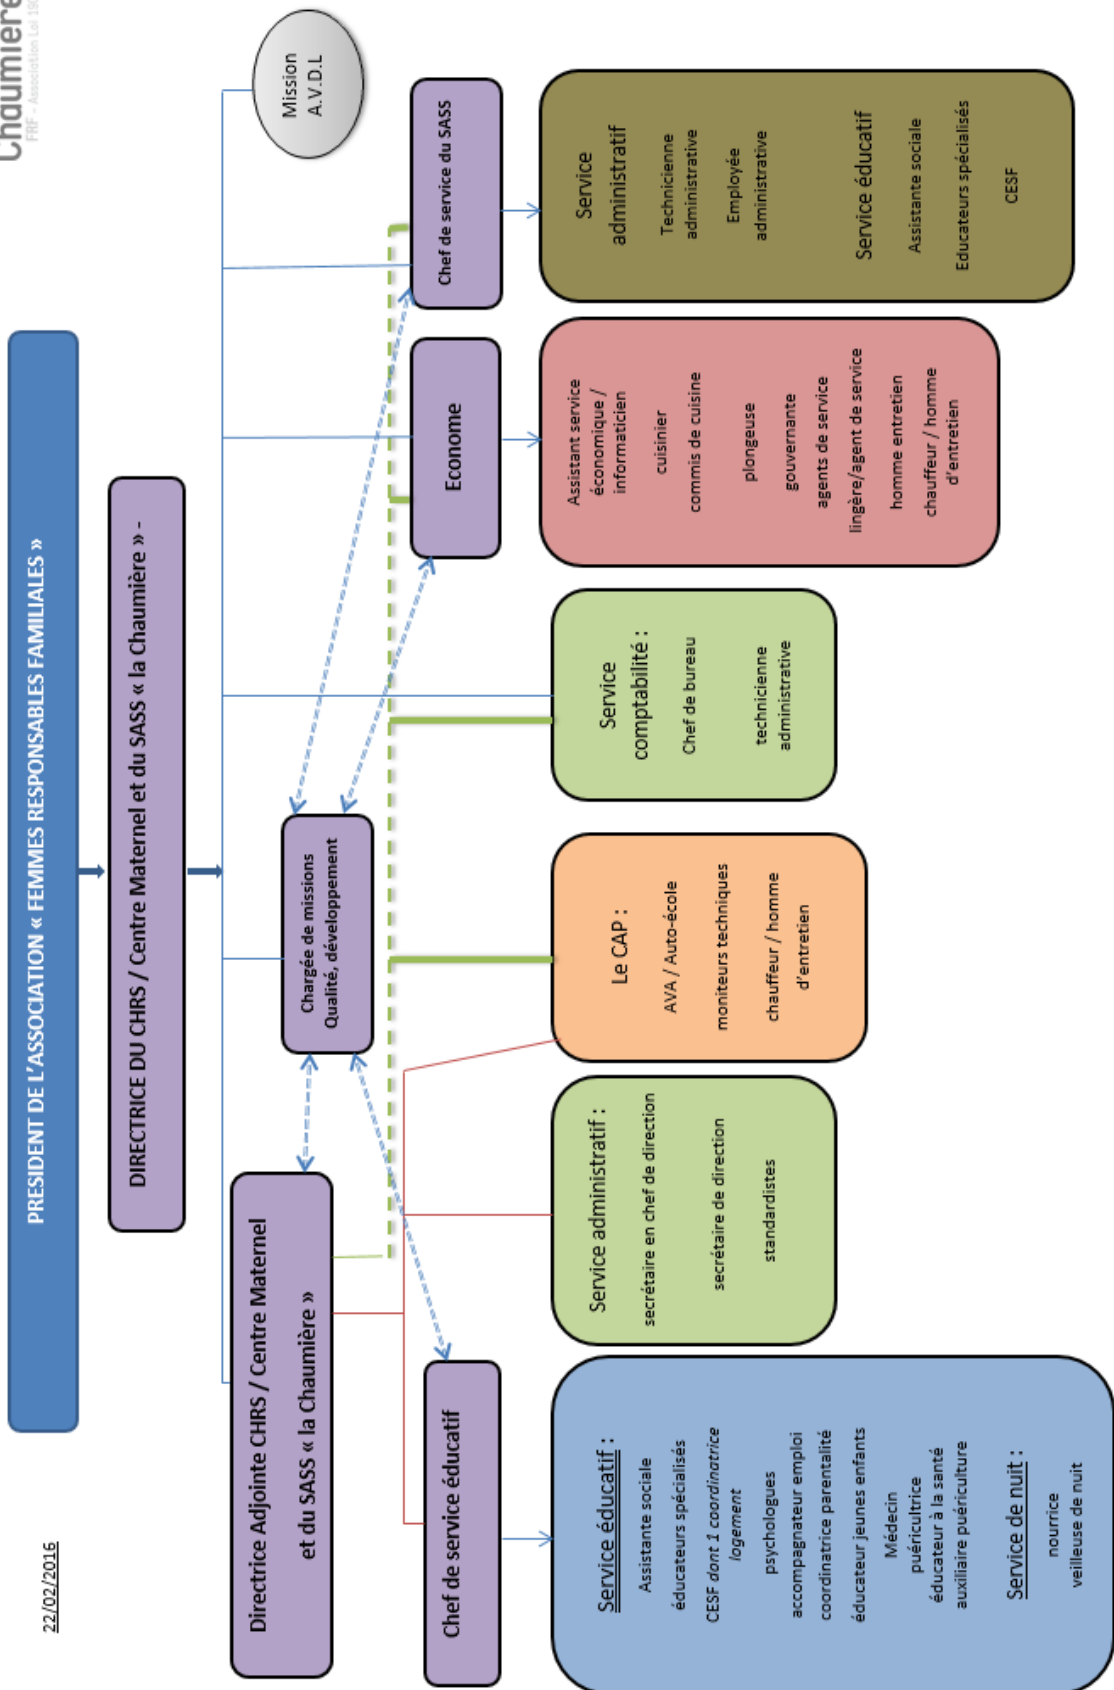 Chaumière
FRF - Association Loi
22/02/2016
PRESIDENT DE L'ASSOCIATION « FEMMES RESPONSABLES FAMILIALES »
DIRECTRICE DU CHRS / Centre Maternel et du SASS « la Chaumière » -
Mission
A.V.D.L
Directrice Adjointe CHRS / Centre Maternel
et du SASS « la Chaumière »
Chargée de missions
Qualité, développement
Chef de service éducatif
Econome
Chef de service du SASS
Service éducatif :
Assistante sociale
éducateurs spécialisés
CESF dont 1 coordinatrice
logement
psychologues
accompagnateur emploi
coordinatrice parentalité
éducateur jeunes enfants
Médecin
puéricultrice
éducateur à la santé
auxiliaire puériculture
Service de nuit :
nourrice
veilleuse de nuit
Service administratif :
secrétaire en chef de direction
secrétaire de direction
standardistes
Le CAP :
AVA / Auto-école
moniteurs techniques
chauffeur / homme
d'entretien
Service
comptabilité :
Chef de bureau
technicienne
administrative
Assistant service
économique /
informaticien
cuisinier
commis de cuisine
plongeuse
gouvernante
agents de service
lingère/agent de service
homme entretien
chauffeur / homme
d'entretien
Service
administratif
Technicienne
administrative
Employée
administrative
Service éducatif
Assistante sociale
Educateurs spécialisés
CESF